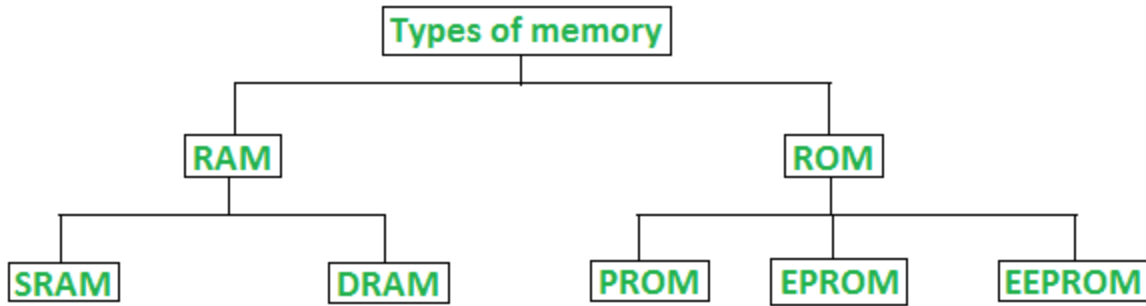 Types of memory
RAM
ROM
SRAM
DRAM
PROM
EPROM
EEPROM